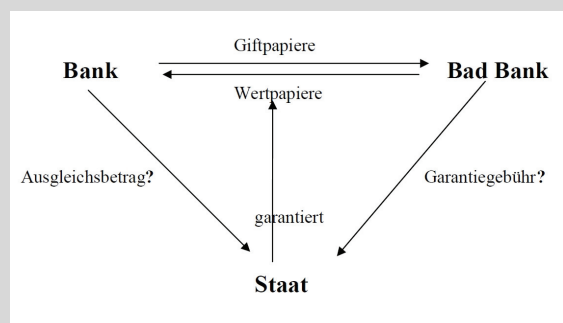 Giftpapiere
Bank
Bad Bank
Wertpapiere
Ausgleichsbetrag?
Garantiegebühr?
garantiert
Staat